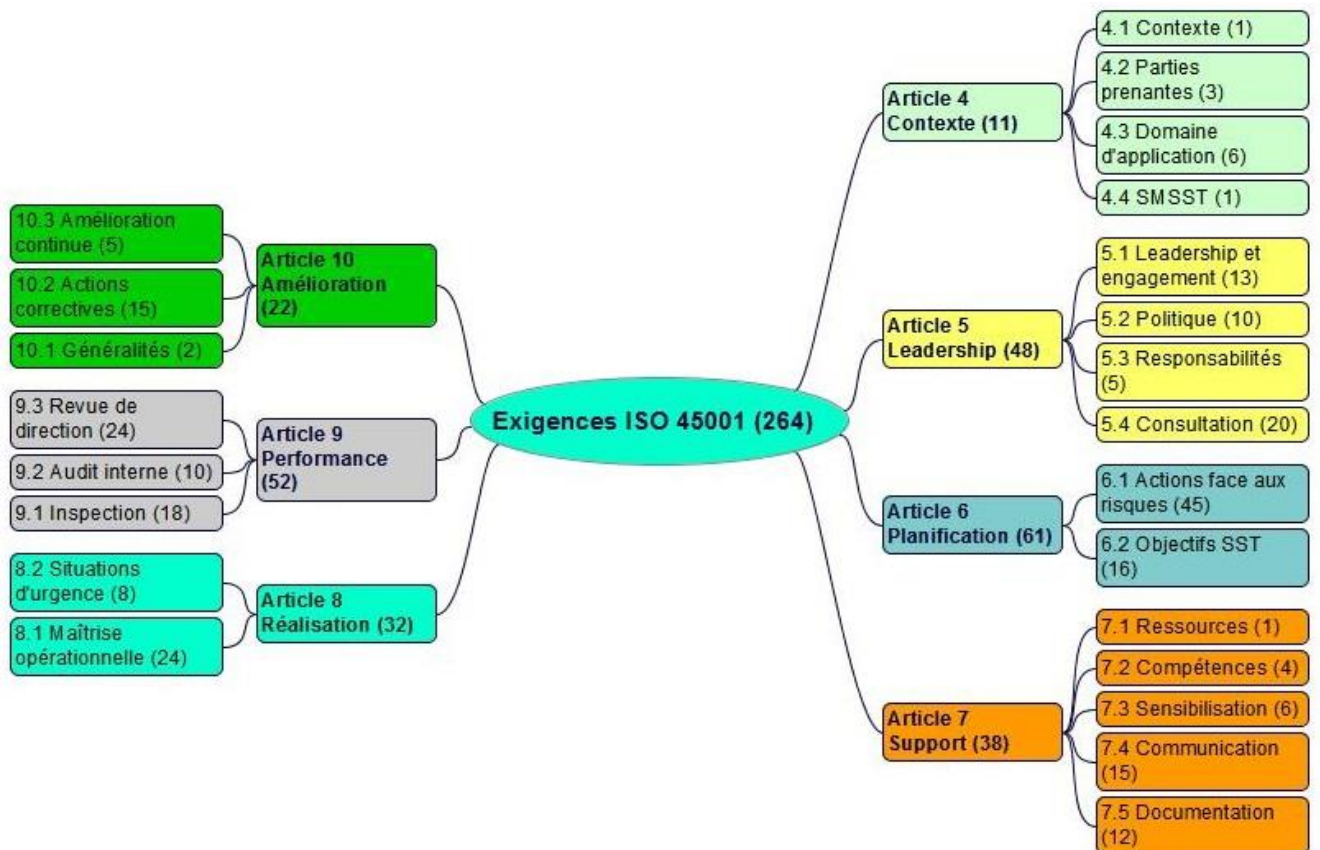 Exigences ISO 45001 (264)
Article 4
Contexte (11)
4.1 Contexte (1)
4.2 Parties
prenantes (3)
4.3 Domaine
d'application (6)
4.4 SMSST (1)
Article 5
Leadership (48)
5.1 Leadership et
engagement (13)
5.2 Politique (10)
5.3 Responsabilités
(5)
5.4 Consultation (20)
Article 6
Planification (61)
6.1 Actions face aux
risques (45)
6.2 Objectifs SST
(16)
Article 7
Support (38)
7.1 Ressources (1)
7.2 Compétences (4)
7.3 Sensibilisation (6)
7.4 Communication
(15)
7.5 Documentation
(12)
Article 8
Réalisation (32)
8.2 Situations
d'urgence (8)
8.1 Maîtrise
opérationnelle (24)
Article 9
Performance
(52)
9.3 Revue de
direction (24)
9.2 Audit interne (10)
9.1 Inspection (18)
Article 10
Amélioration
(22)
10.3 Amélioration
continue (5)
10.2 Actions
correctives (15)
10.1 Généralités (2)